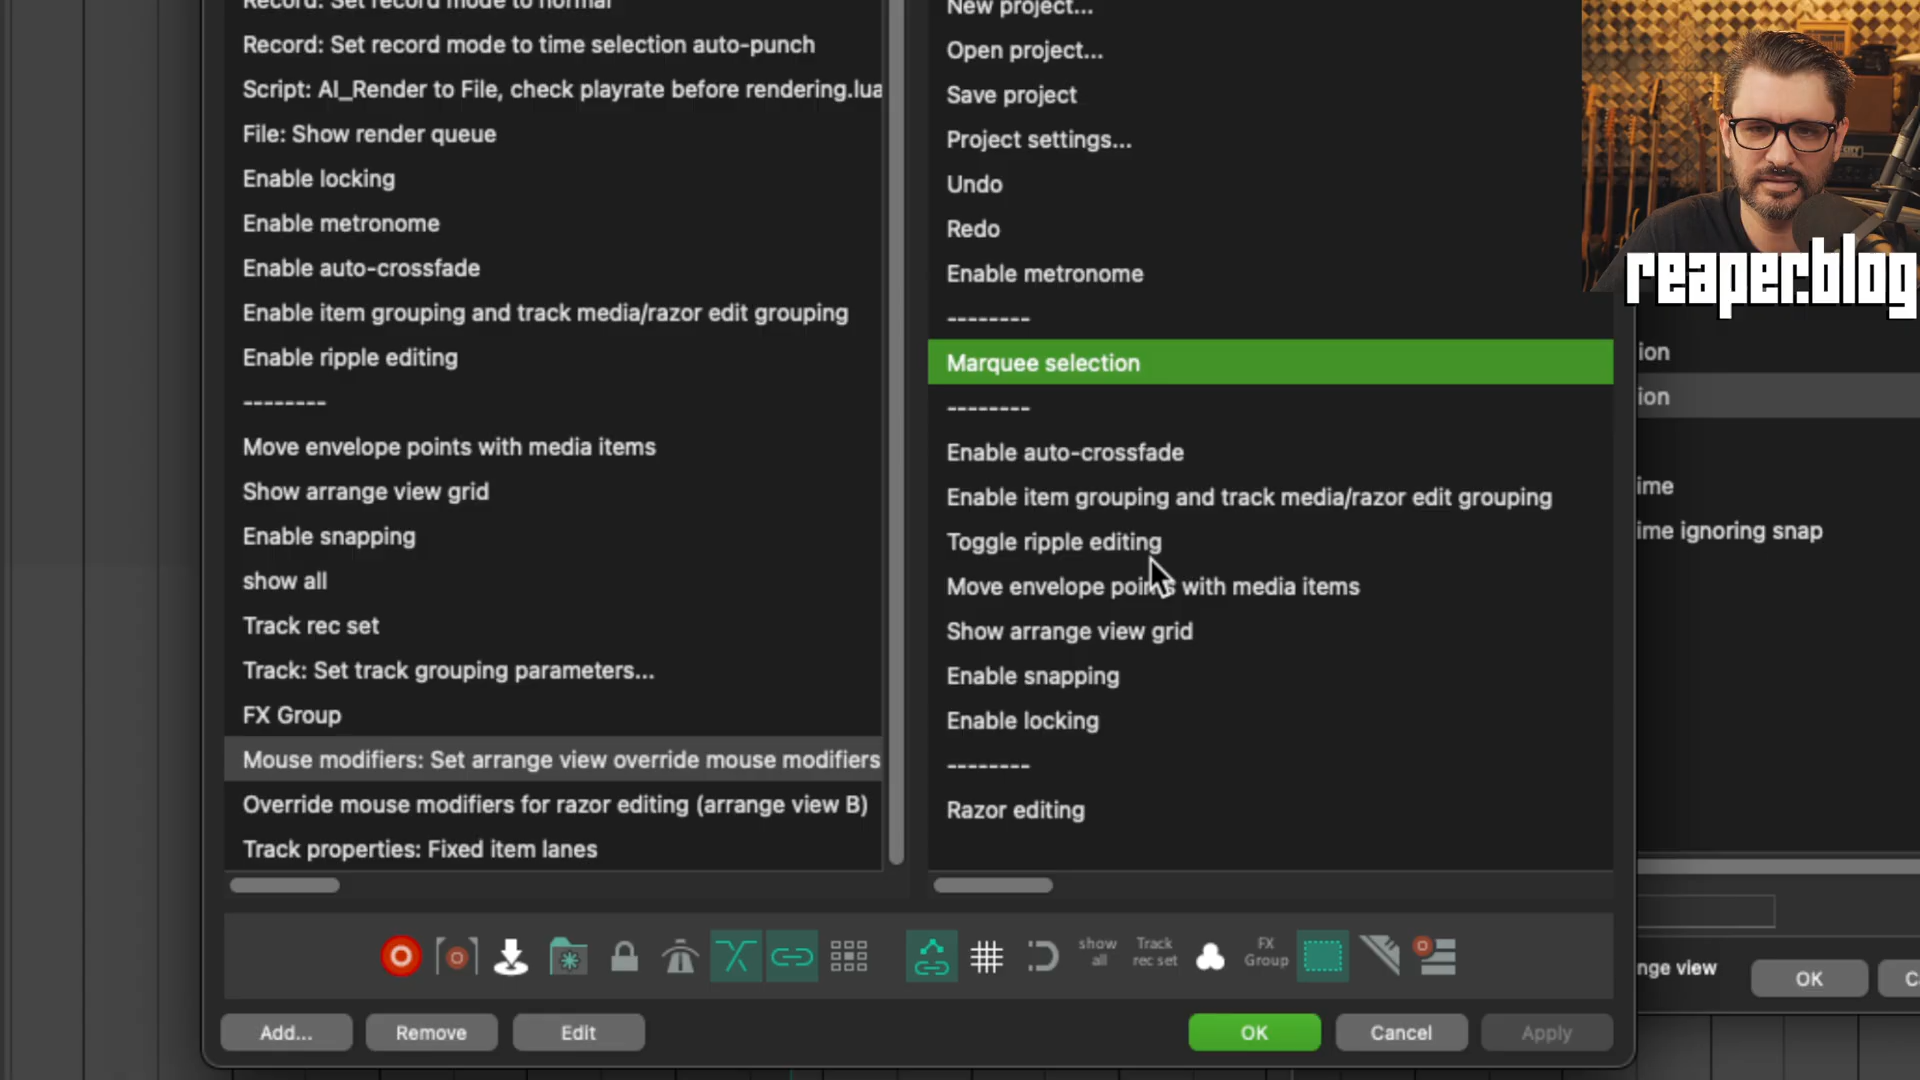 Record: Set record mode to normal
Record: Set record mode to time selection auto-punch
Script: AI_Render to File, check playrate before rendering.lua
File: Show render queue
Enable locking
Enable metronome
Enable auto-crossfade
Enable item grouping and track media/razor edit grouping
Enable ripple editing
--------
Move envelope points with media items
Show arrange view grid
Enable snapping
show all
Track rec set
Track: Set track grouping parameters...
FX Group
Mouse modifiers: Set arrange view override mouse modifiers
Override mouse modifiers for razor editing (arrange view B)
Track properties: Fixed item lanes
New project...
Open project...
Save project
Project settings...
Undo
Redo
Enable metronome
--------
Marquee selection
--------
Enable auto-crossfade
Enable item grouping and track media/razor edit grouping
Toggle ripple editing
Move envelope points with media items
Show arrange view grid
Enable snapping
Enable locking
--------
Razor editing
reaper.blog
ion
ion
ime
ime ignoring snap
show
all
Track
rec set
FX
Group
nge view
OK
C
Add...
Remove
Edit
OK
Cancel
Apply